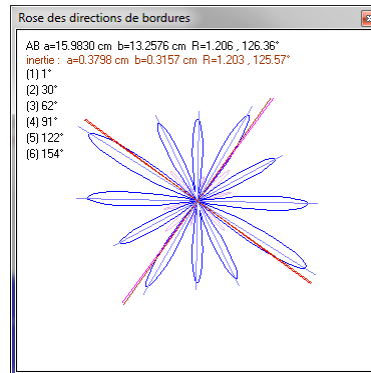 Rose des directions de bordures
AB a=15.9830 cm b=13.2576 cm R=1.206 , 126.36°
inertie : a=0.3798 cm b=0.3157 cm R=1.203 , 125.57°
(1) 1°
(2) 30°
(3) 62°
(4) 91°
(5) 122°
(6) 154°